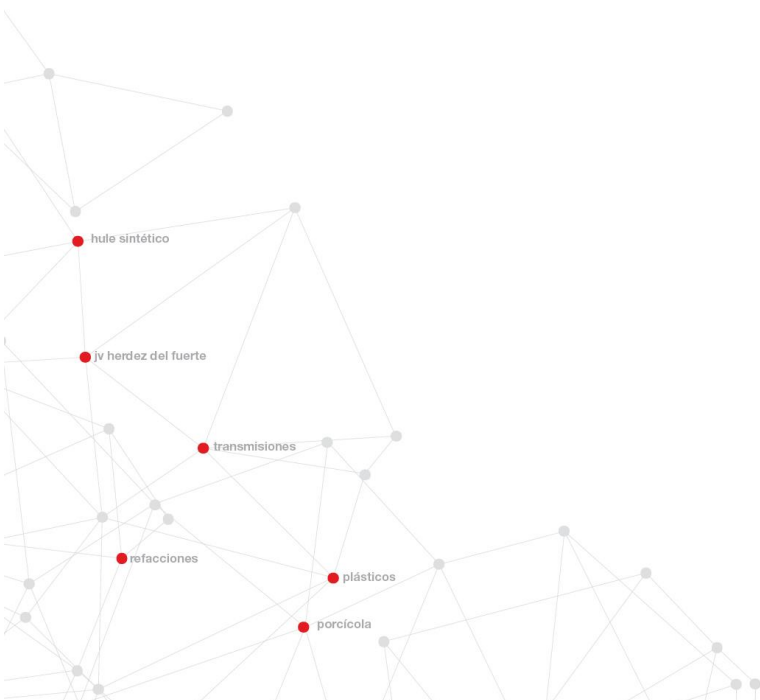 hule sintético
jv herdez del fuerte
transmisiones
refacciones
plásticos
porcícola